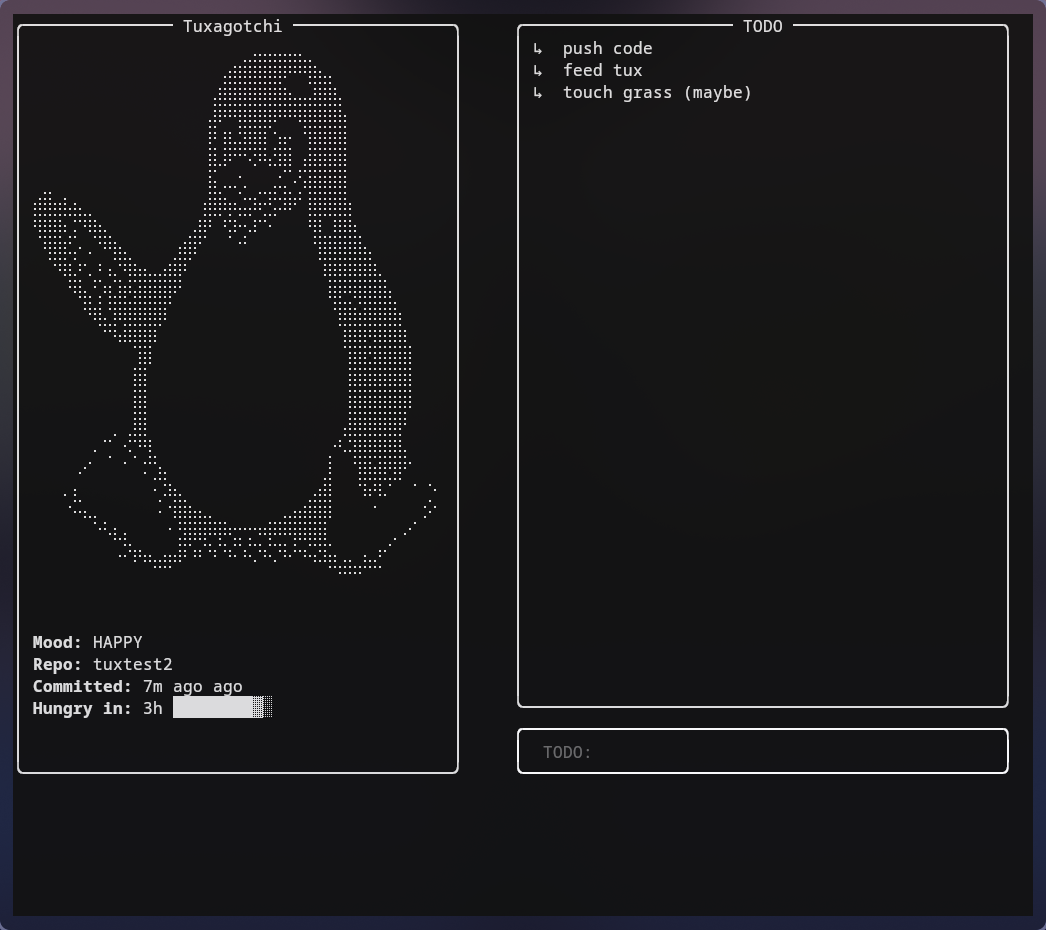 Tuxagotchi
Mood: HAPPY
Repo: tuxtest2
Committed: 7m ago ago
Hungry in: 3h
TODO
↳ push code
↳ feed tux
↳ touch grass (maybe)
TODO: